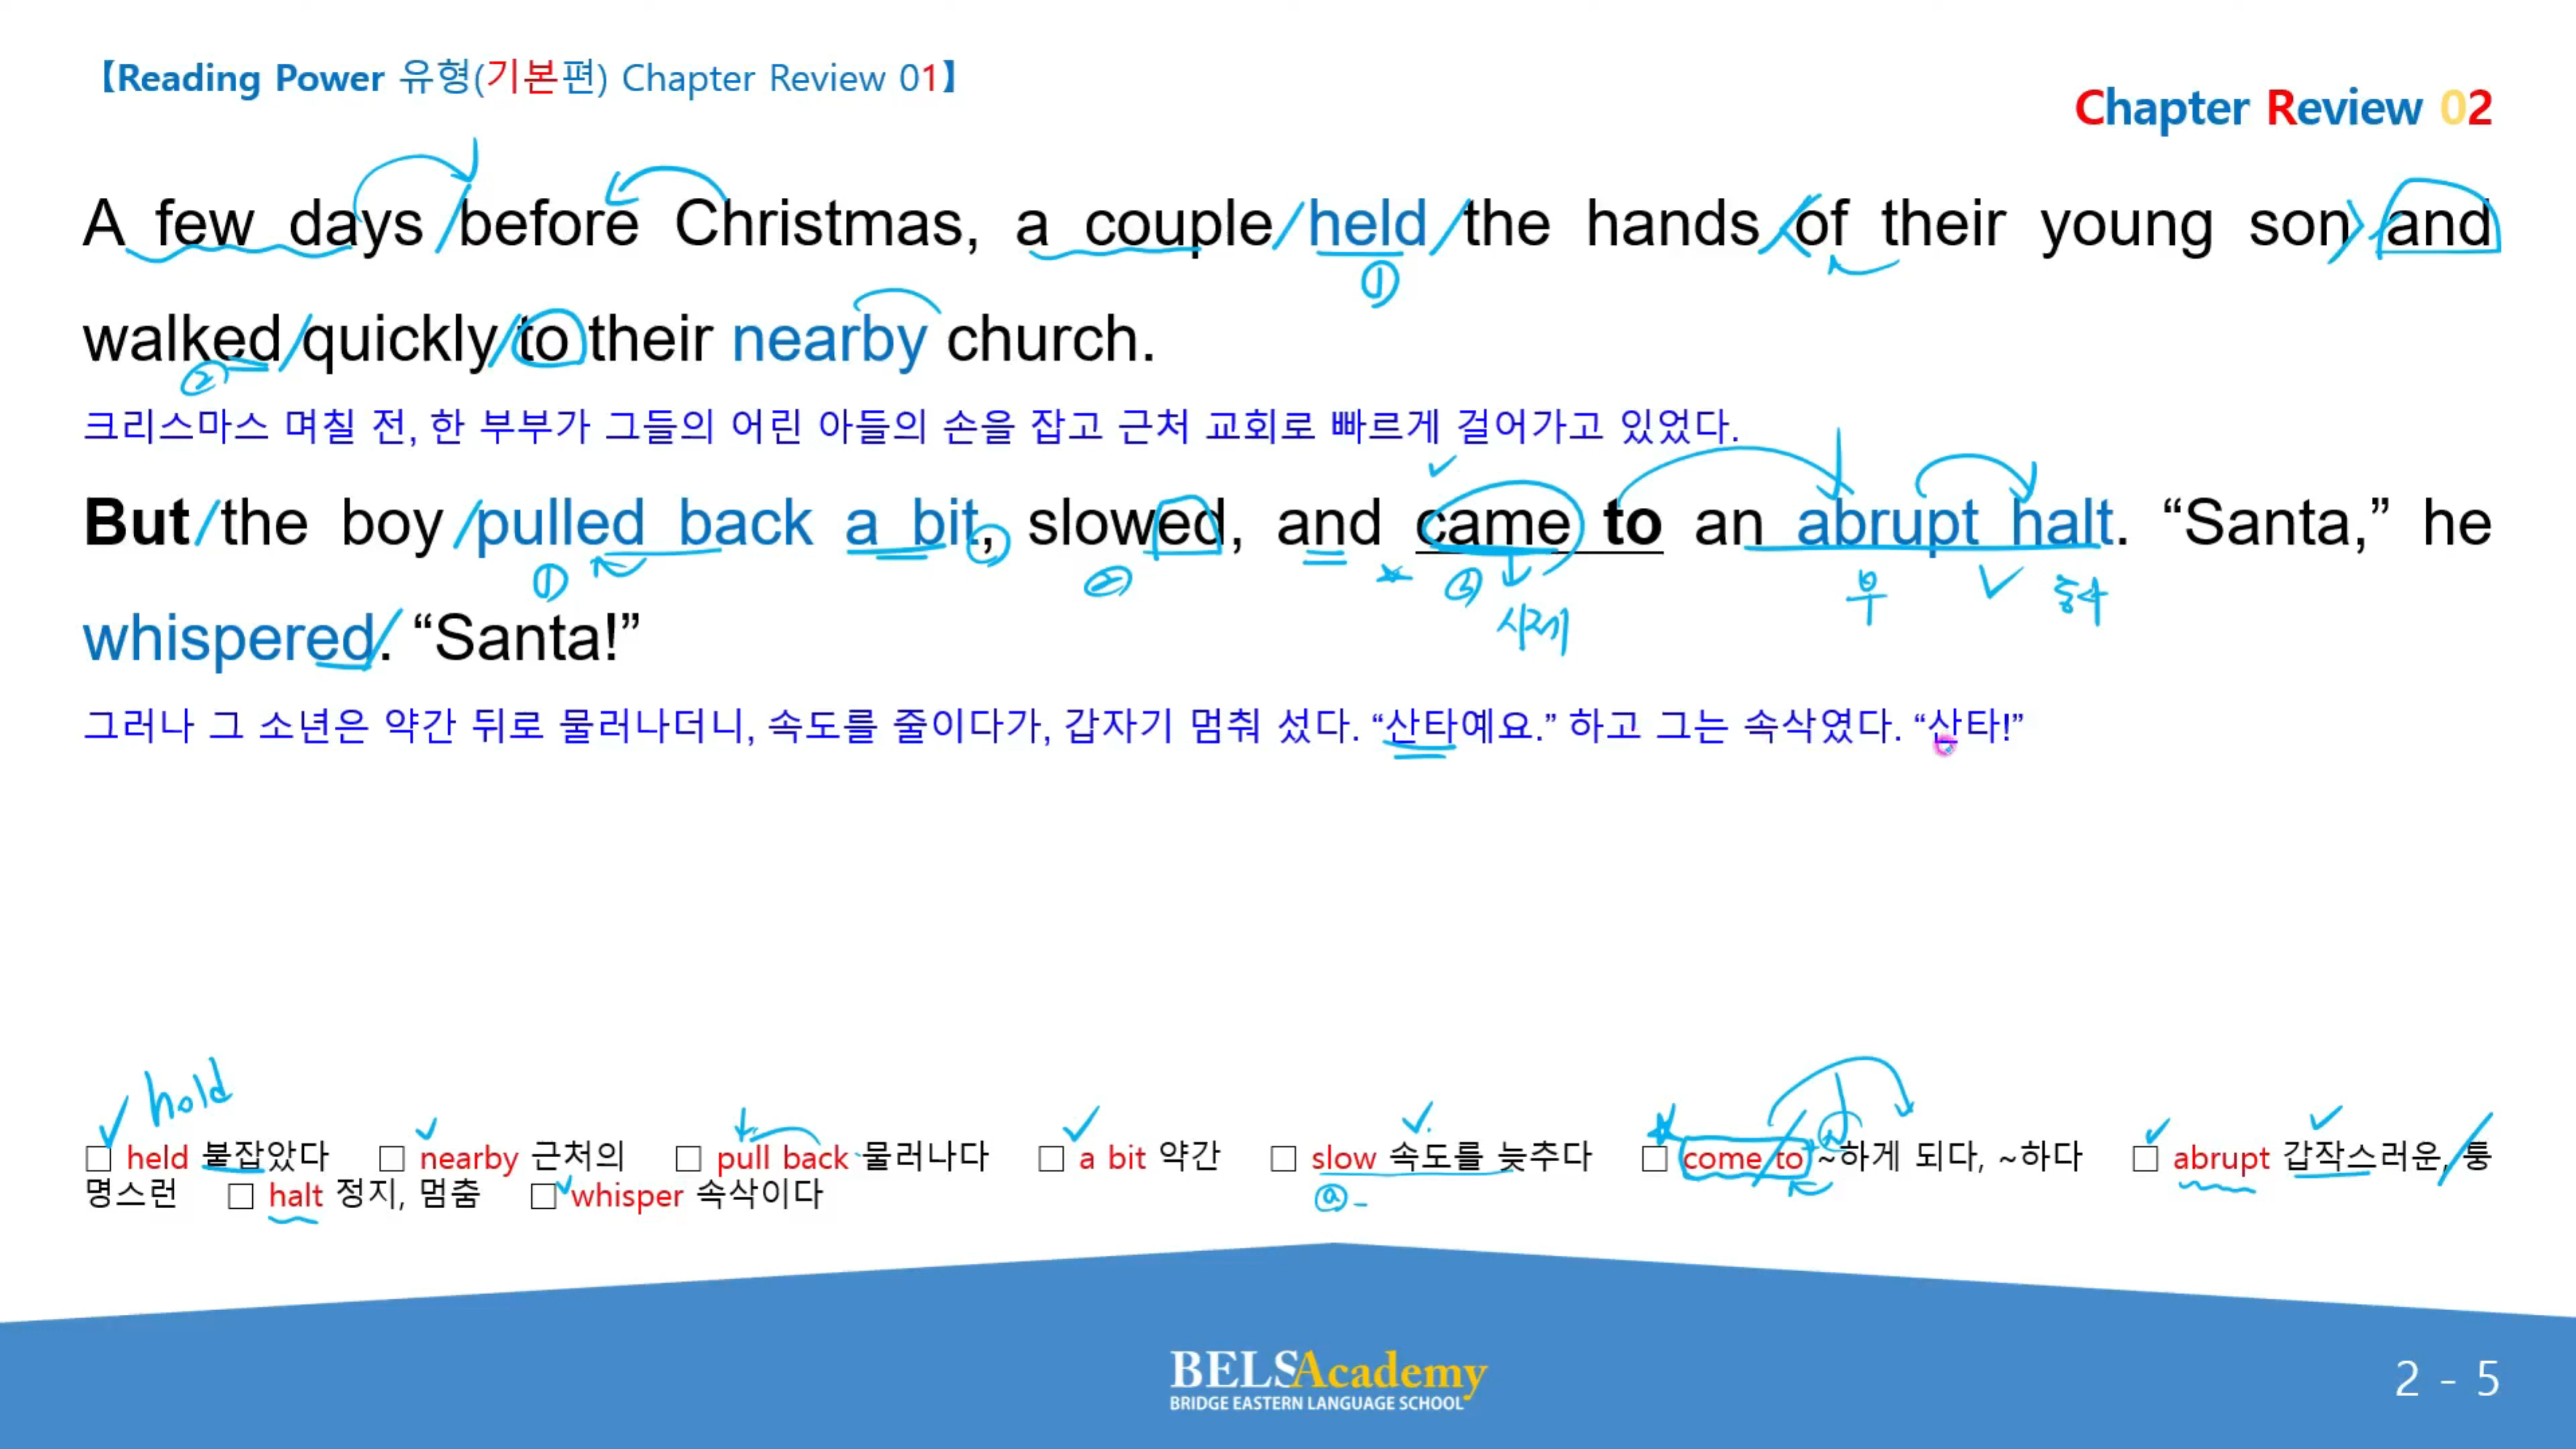 【Reading Power 유형(기본편) Chapter Review 01】
Chapter Review 02
A few days before Christmas, a couple held the hands of their young son and
①
walked quickly to their nearby church.
②
크리스마스 며칠 전, 한 부부가 그들의 어린 아들의 손을 잡고 근처 교회로 빠르게 걸어가고 있었다.
But the boy pulled back a bit, slowed, and came to an abrupt halt. “Santa,” he
① ② ③ 시제
whispered. “Santa!”
그러나 그 소년은 약간 뒤로 물러나더니, 속도를 줄이다가, 갑자기 멈춰 섰다. “산타예요.” 하고 그는 속삭였다. “산타!”
hold
□ held 붙잡았다 □ nearby 근처의 □ pull back 물러나다 □ a bit 약간 □ slow 속도를 늦추다 □ come to ~하게 되다, ~하다 □ abrupt 갑작스러운, 퉁
명스런 □ halt 정지, 멈춤 □ whisper 속삭이다
BELSAcademy
BRIDGE EASTERN LANGUAGE SCHOOL
2 - 5